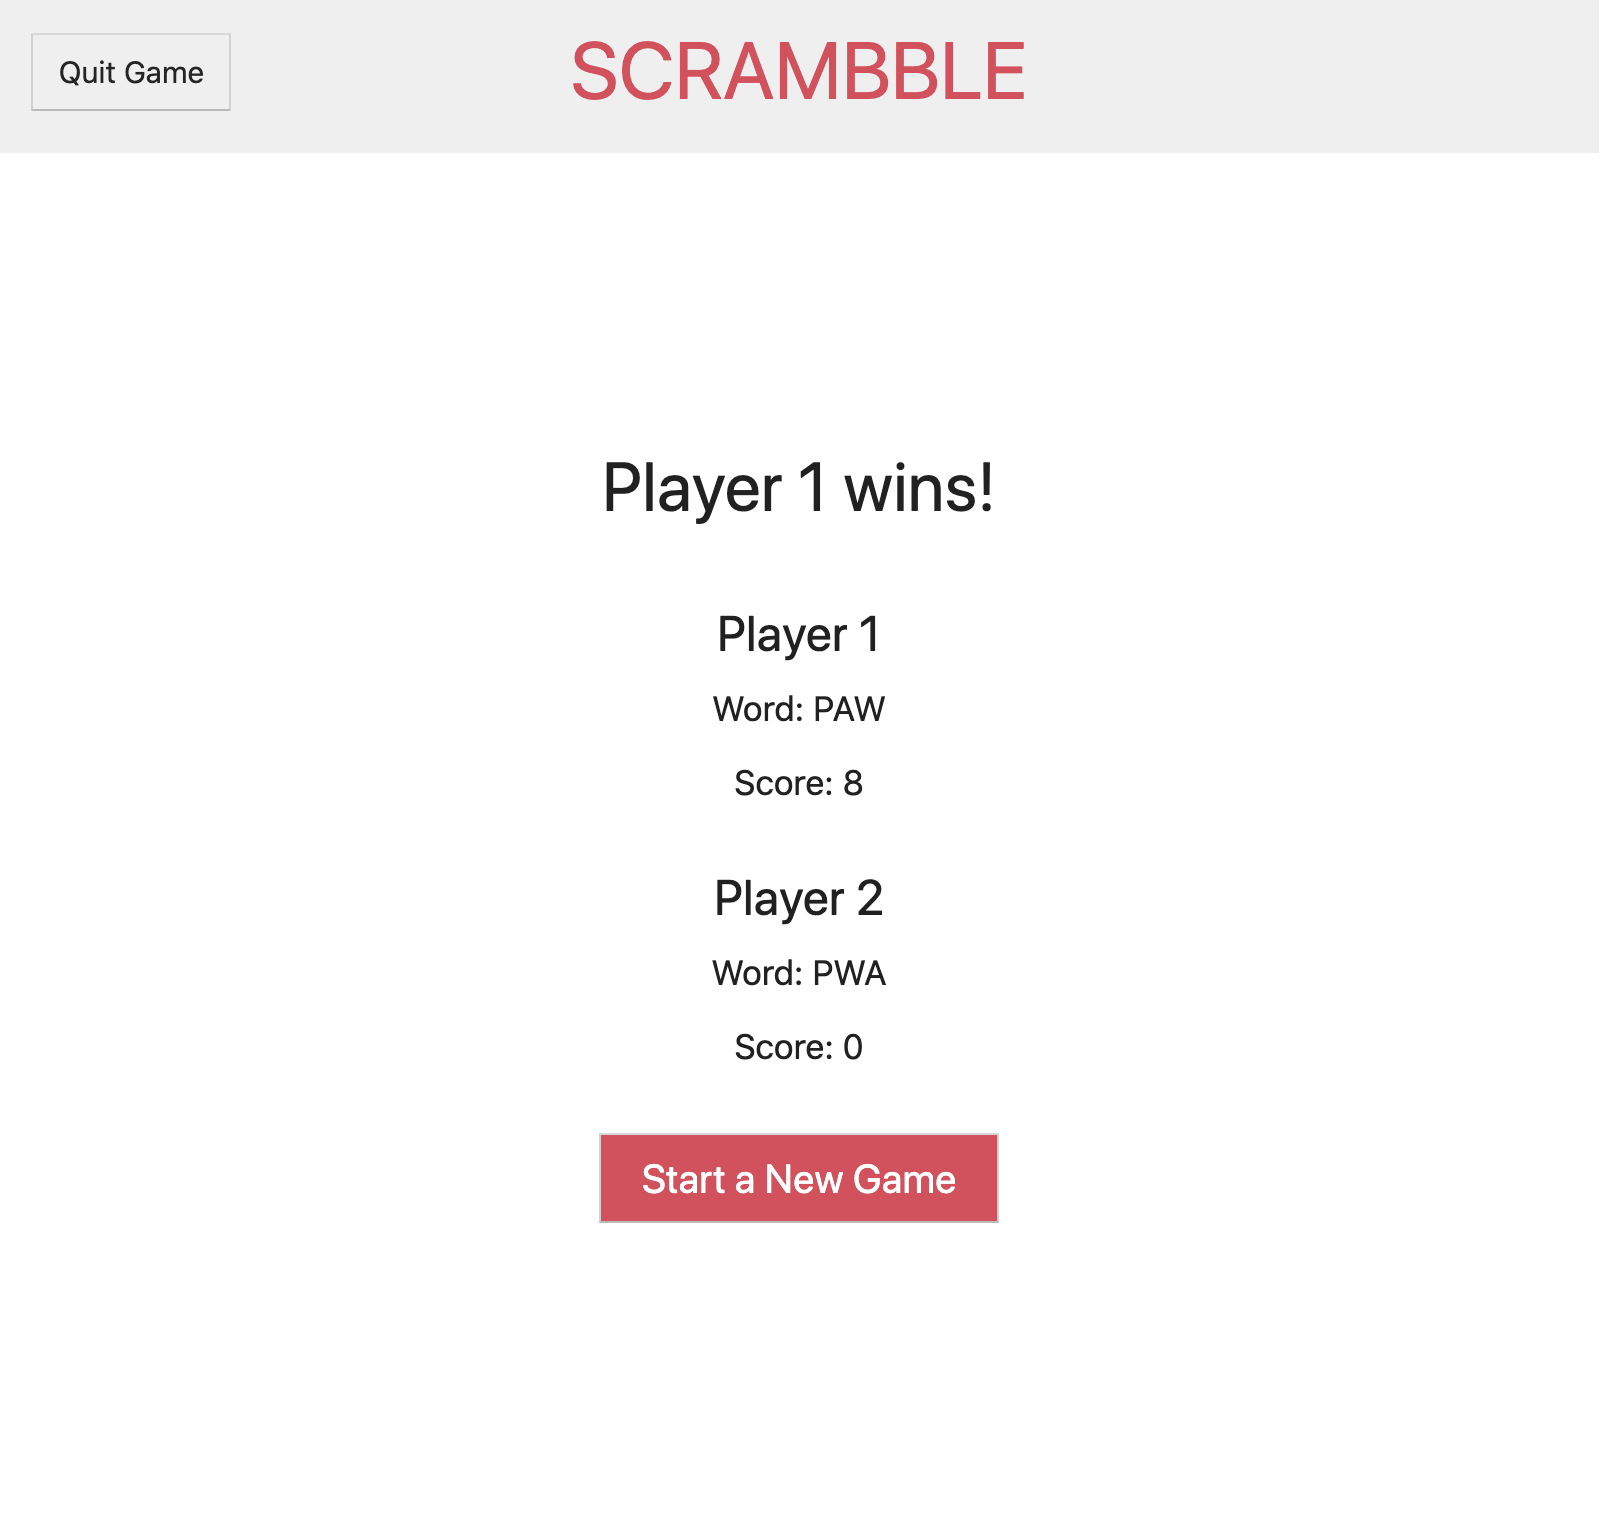 Quit Game
SCRAMBBLE
Player 1 wins!
Player 1
Word: PAW
Score: 8
Player 2
Word: PWA
Score: 0
Start a New Game